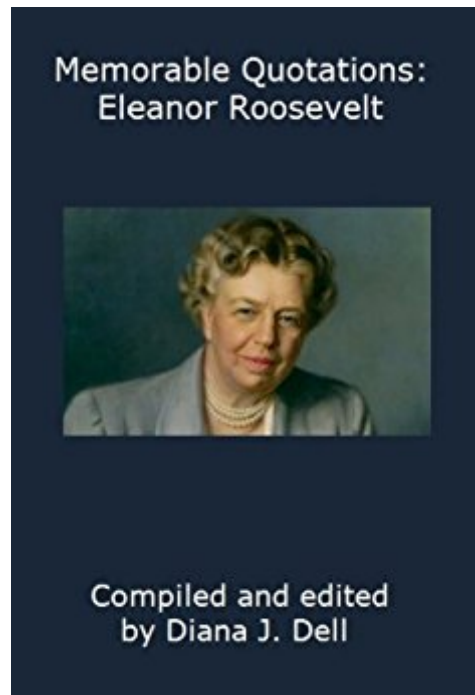 Memorable Quotations:
Eleanor Roosevelt
Compiled and edited
by Diana J. Dell